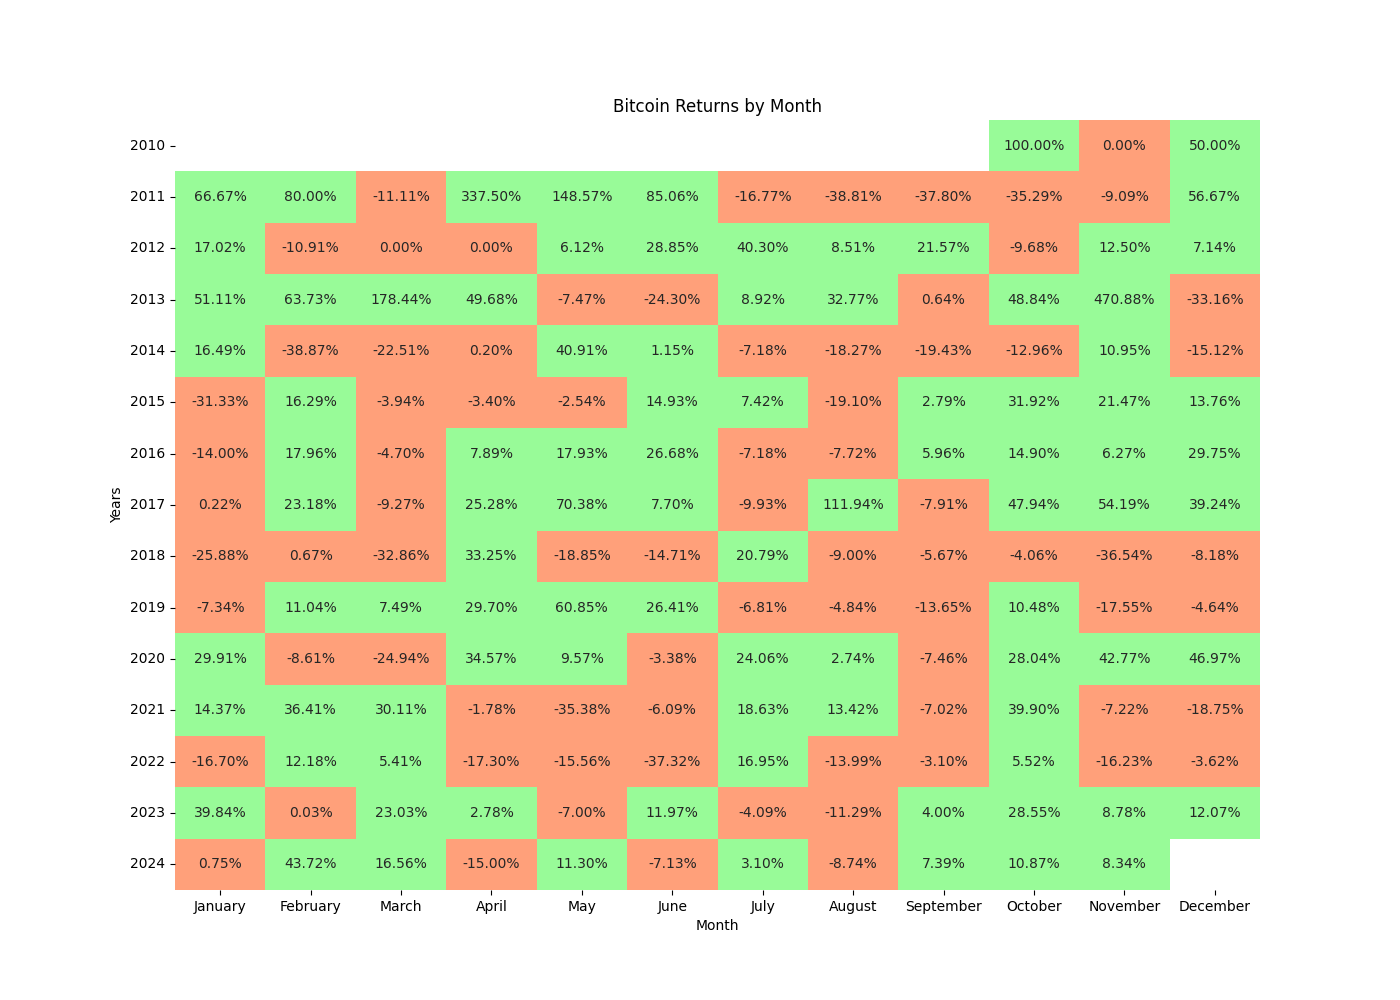 Bitcoin Returns by Month
2010 100.00% 0.00% 50.00%
2011 66.67% 80.00% -11.11% 337.50% 148.57% 85.06% -16.77% -38.81% -37.80% -35.29% -9.09% 56.67%
2012 17.02% -10.91% 0.00% 0.00% 6.12% 28.85% 40.30% 8.51% 21.57% -9.68% 12.50% 7.14%
2013 51.11% 63.73% 178.44% 49.68% -7.47% -24.30% 8.92% 32.77% 0.64% 48.84% 470.88% -33.16%
2014 16.49% -38.87% -22.51% 0.20% 40.91% 1.15% -7.18% -18.27% -19.43% -12.96% 10.95% -15.12%
2015 -31.33% 16.29% -3.94% -3.40% -2.54% 14.93% 7.42% -19.10% 2.79% 31.92% 21.47% 13.76%
2016 -14.00% 17.96% -4.70% 7.89% 17.93% 26.68% -7.18% -7.72% 5.96% 14.90% 6.27% 29.75%
Years
2017 0.22% 23.18% -9.27% 25.28% 70.38% 7.70% -9.93% 111.94% -7.91% 47.94% 54.19% 39.24%
2018 -25.88% 0.67% -32.86% 33.25% -18.85% -14.71% 20.79% -9.00% -5.67% -4.06% -36.54% -8.18%
2019 -7.34% 11.04% 7.49% 29.70% 60.85% 26.41% -6.81% -4.84% -13.65% 10.48% -17.55% -4.64%
2020 29.91% -8.61% -24.94% 34.57% 9.57% -3.38% 24.06% 2.74% -7.46% 28.04% 42.77% 46.97%
2021 14.37% 36.41% 30.11% -1.78% -35.38% -6.09% 18.63% 13.42% -7.02% 39.90% -7.22% -18.75%
2022 -16.70% 12.18% 5.41% -17.30% -15.56% -37.32% 16.95% -13.99% -3.10% 5.52% -16.23% -3.62%
2023 39.84% 0.03% 23.03% 2.78% -7.00% 11.97% -4.09% -11.29% 4.00% 28.55% 8.78% 12.07%
2024 0.75% 43.72% 16.56% -15.00% 11.30% -7.13% 3.10% -8.74% 7.39% 10.87% 8.34%
January February March April May June July August September October November December
Month